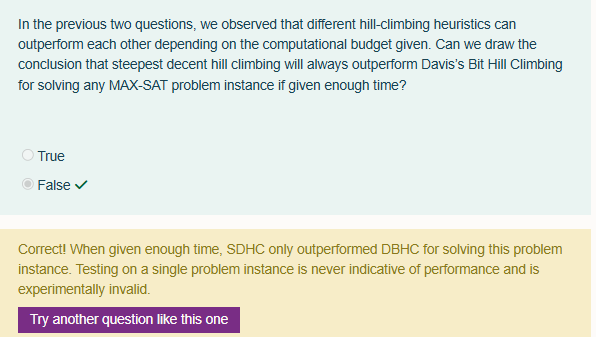 In the previous two questions, we observed that different hill-climbing heuristics can
outperform each other depending on the computational budget given. Can we draw the
conclusion that steepest decent hill climbing will always outperform Davis's Bit Hill Climbing
for solving any MAX-SAT problem instance if given enough time?
True
False
Correct! When given enough time, SDHC only outperformed DBHC for solving this problem
instance. Testing on a single problem instance is never indicative of performance and is
experimentally invalid.
Try another question like this one